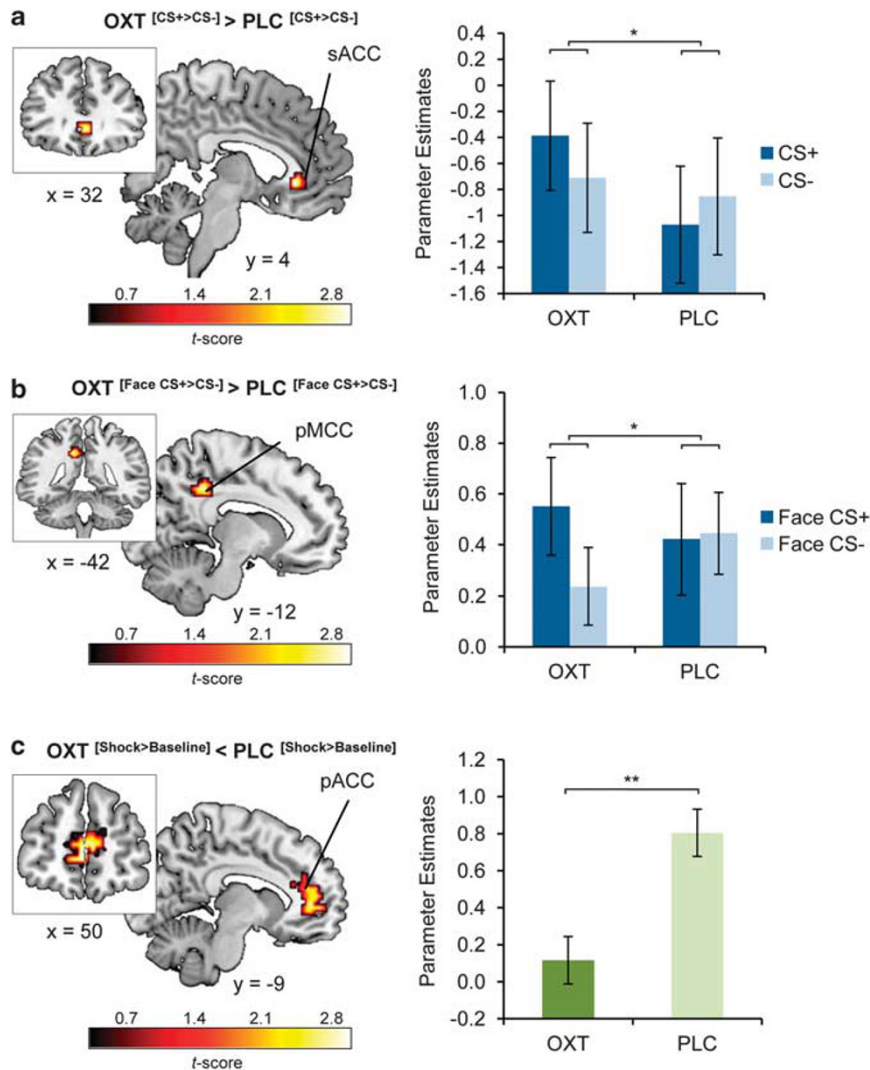 a
OXT [CS+>CS-] > PLC [CS+>CS-]
sACC
x = 32
y = 4
0.7 1.4 2.1 2.8
t-score
Parameter Estimates
0.4
0.2
0
-0.2
-0.4
-0.6
-0.8
-1
-1.2
-1.4
-1.6
*
OXT PLC
CS+
CS-
b
OXT [Face CS+>CS-] > PLC [Face CS+>CS-]
pMCC
x = -42
y = -12
0.7 1.4 2.1 2.8
t-score
Parameter Estimates
1.0
0.8
0.6
0.4
0.2
0.0
*
OXT PLC
Face CS+
Face CS-
c
OXT [Shock>Baseline] < PLC [Shock>Baseline]
pACC
x = 50
y = -9
0.7 1.4 2.1 2.8
t-score
Parameter Estimates
1.2
1.0
0.8
0.6
0.4
0.2
0.0
-0.2
**
OXT PLC